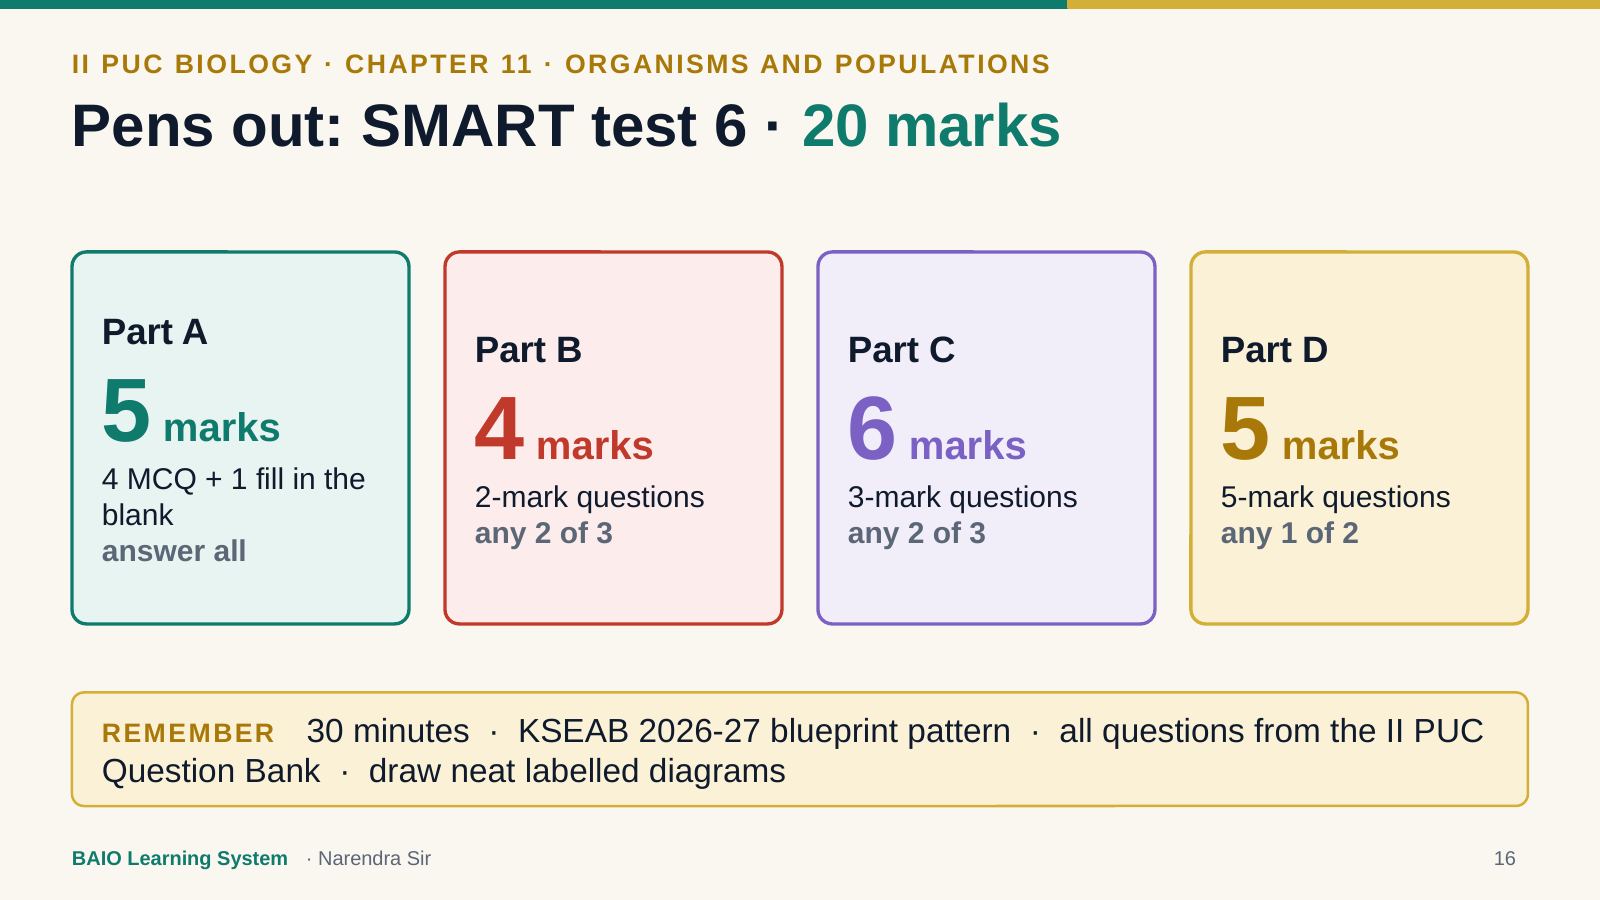 II PUC BIOLOGY · CHAPTER 11 · ORGANISMS AND POPULATIONS
Pens out: SMART test 6 · 20 marks
Part A
5 marks
4 MCQ + 1 fill in the
blank
answer all
Part B
4 marks
2-mark questions
any 2 of 3
Part C
6 marks
3-mark questions
any 2 of 3
Part D
5 marks
5-mark questions
any 1 of 2
REMEMBER 30 minutes · KSEAB 2026-27 blueprint pattern · all questions from the II PUC
Question Bank · draw neat labelled diagrams
BAIO Learning System · Narendra Sir
16